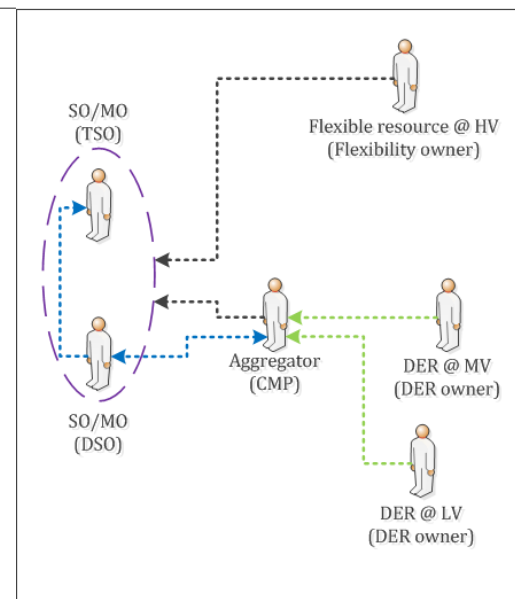 SO/MO
(TSO)
Flexible resource @ HV
(Flexibility owner)
Aggregator
(CMP)
DER @ MV
(DER owner)
SO/MO
(DSO)
DER @ LV
(DER owner)